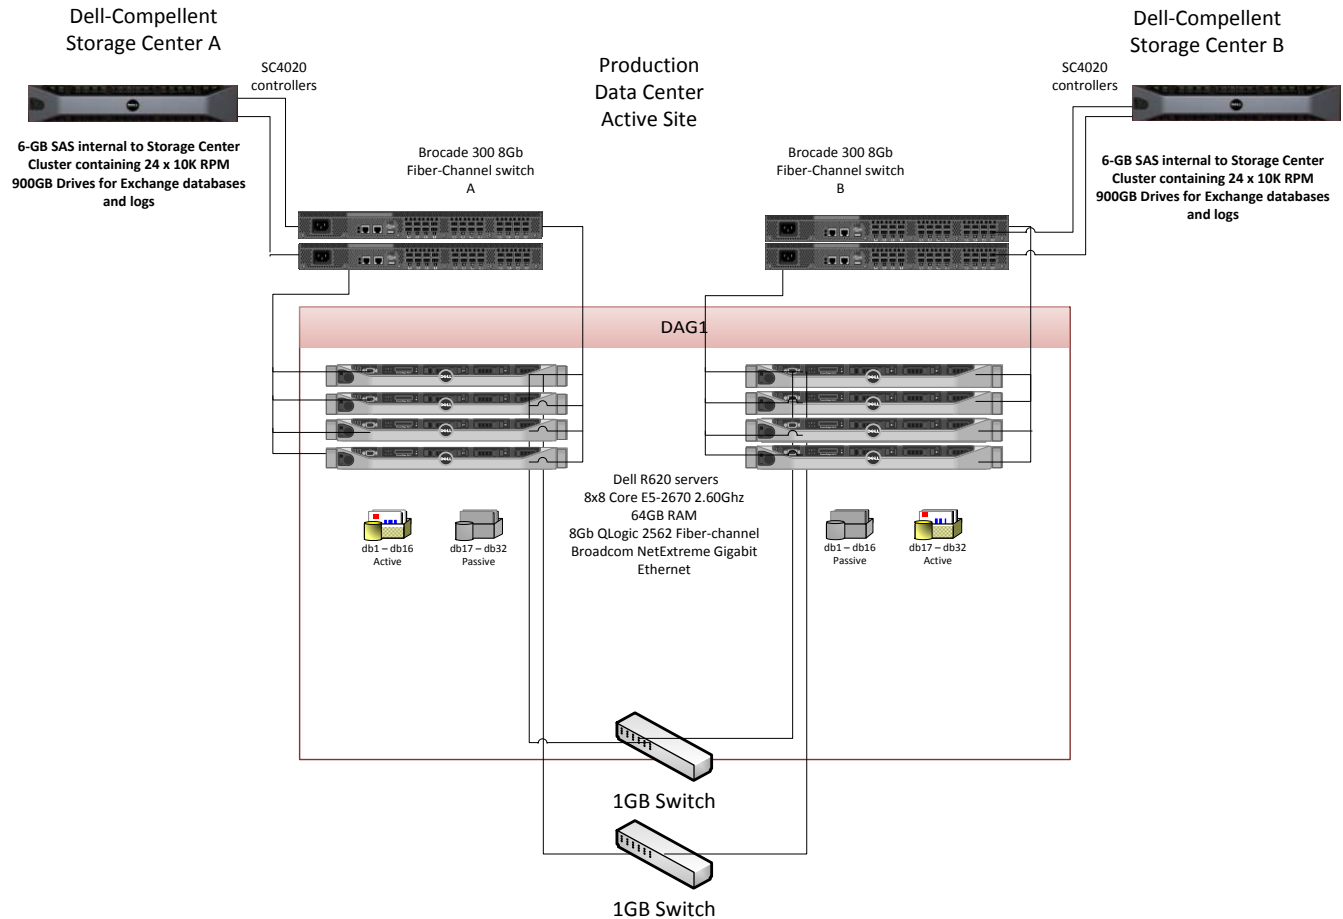 Dell-Compellent
Storage Center A
Dell-Compellent
Storage Center B
SC4020
controllers
Production
Data Center
Active Site
SC4020
controllers
6-GB SAS internal to Storage Center
Cluster containing 24 x 10K RPM
900GB Drives for Exchange databases
and logs
Brocade 300 8Gb
Fiber-Channel switch
A
Brocade 300 8Gb
Fiber-Channel switch
B
6-GB SAS internal to Storage Center
Cluster containing 24 x 10K RPM
900GB Drives for Exchange databases
and logs
DAG1
Dell R620 servers
8x8 Core E5-2670 2.60Ghz
64GB RAM
8Gb QLogic 2562 Fiber-channel
Broadcom NetExtreme Gigabit
Ethernet
db1 – db16
Active
db17 – db32
Passive
db1 – db16
Passive
db17 – db32
Active
1GB Switch
1GB Switch